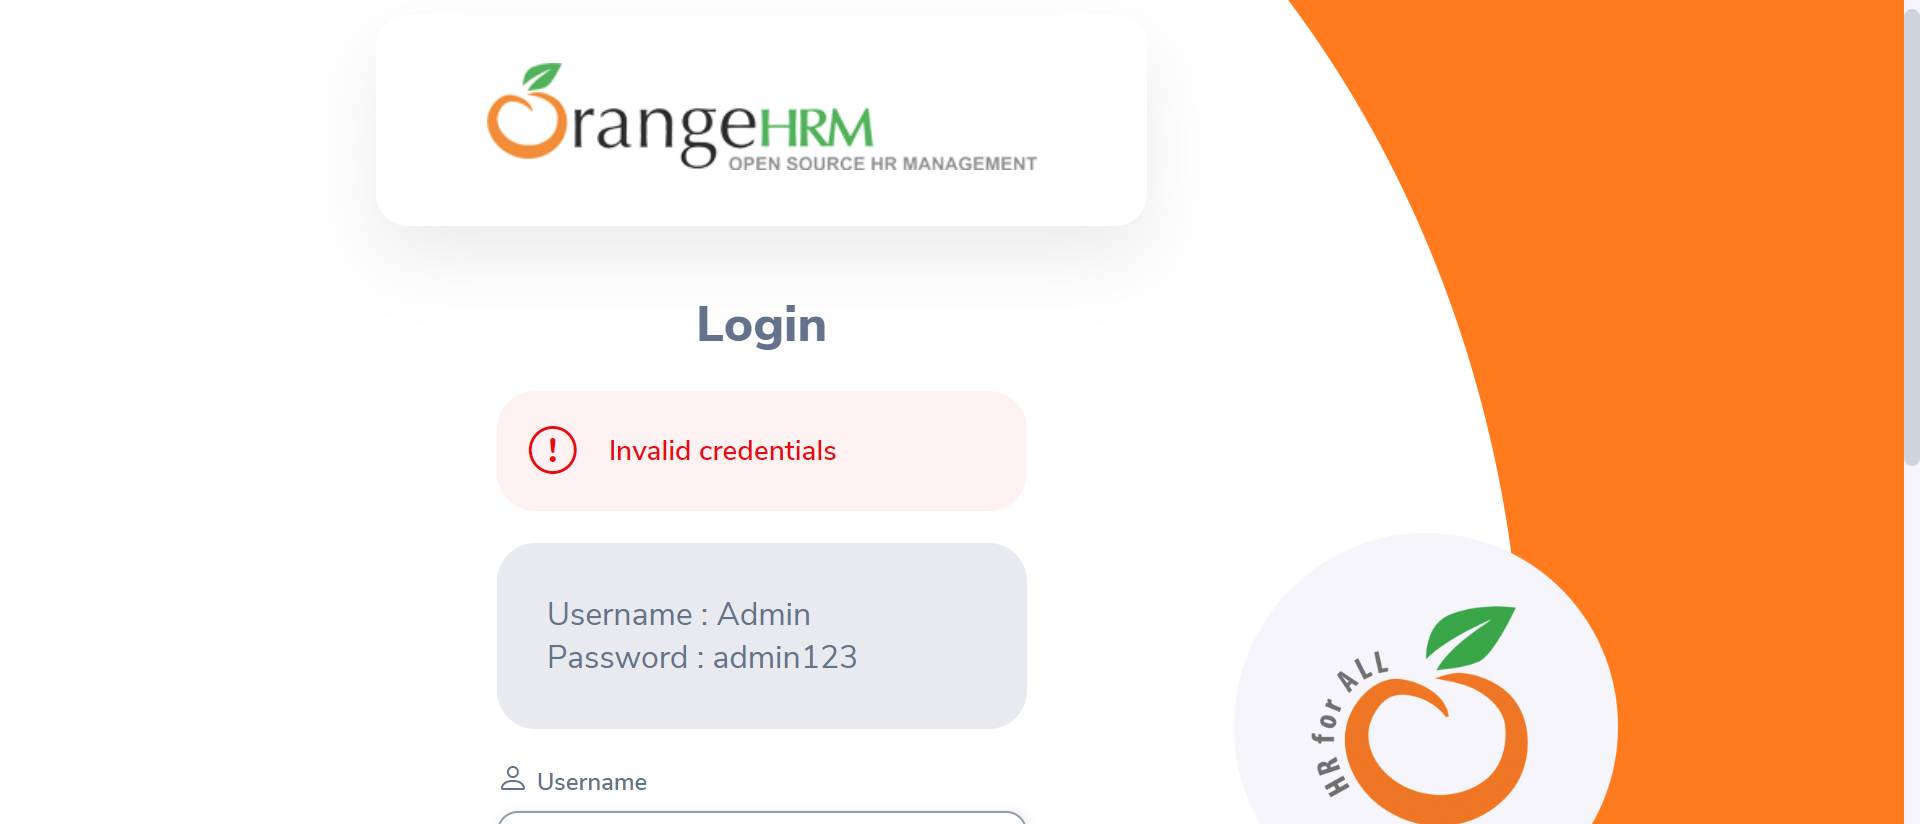 OrangeHRM
OPEN SOURCE HR MANAGEMENT
Login
! Invalid credentials
Username : Admin
Password : admin123
Username
HR for ALL